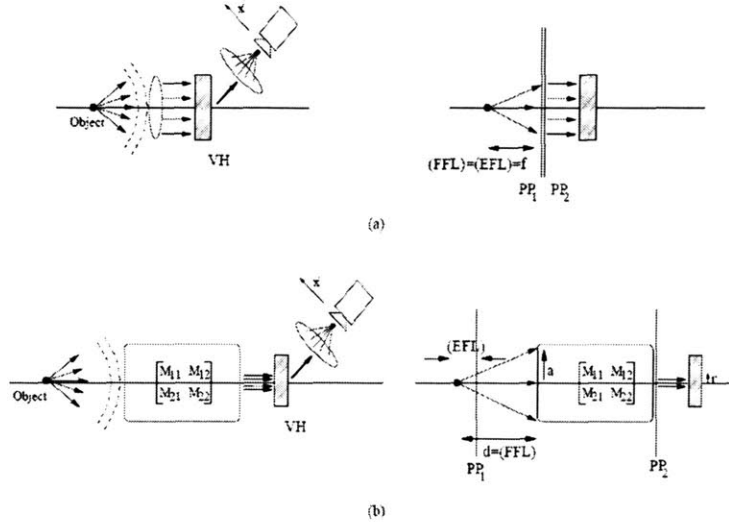 x
Object
VH
(FFL)=(EFL)=f
PP1 PP2
(a)
x
Object
M11 M12
M21 M22
VH
(EFL)
a
M11 M12
M21 M22
r
d=(FFL)
PP1
PP2
(b)